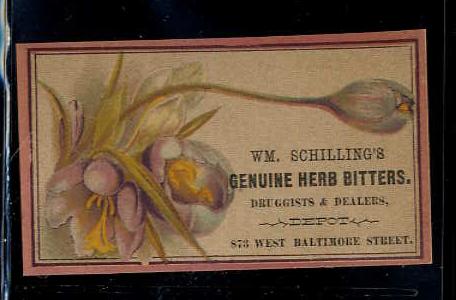 WM. SCHILLING'S
GENUINE HERB BITTERS.
DRUGGISTS & DEALERS,
DEPOT
873 WEST BALTIMORE STREET.